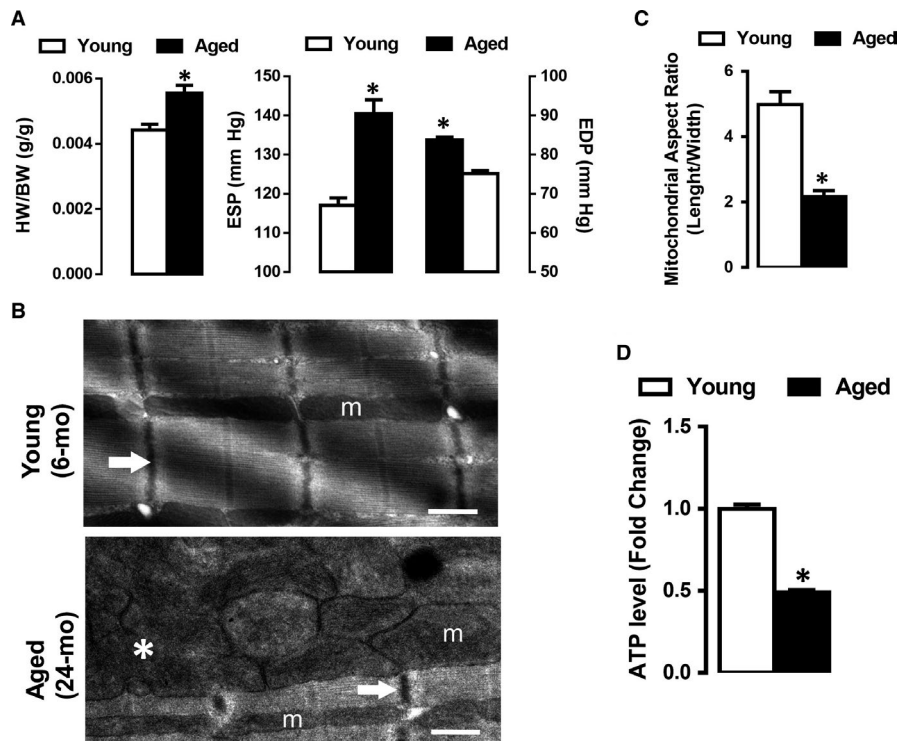 A
Young Aged
HW/BW (g/g)
0.006
0.004
0.002
0.000
*
Young Aged
ESP (mm Hg)
150
140
130
120
110
100
*
*
EDP (mm Hg)
100
90
80
70
60
50
B
Young
(6-mo)
m
Aged
(24-mo)
*
m
m
C
Young Aged
Mitochondrial Aspect Ratio
(Lenght/Width)
6
4
2
0
*
D
Young Aged
ATP level (Fold Change)
1.5
1.0
0.5
0.0
*